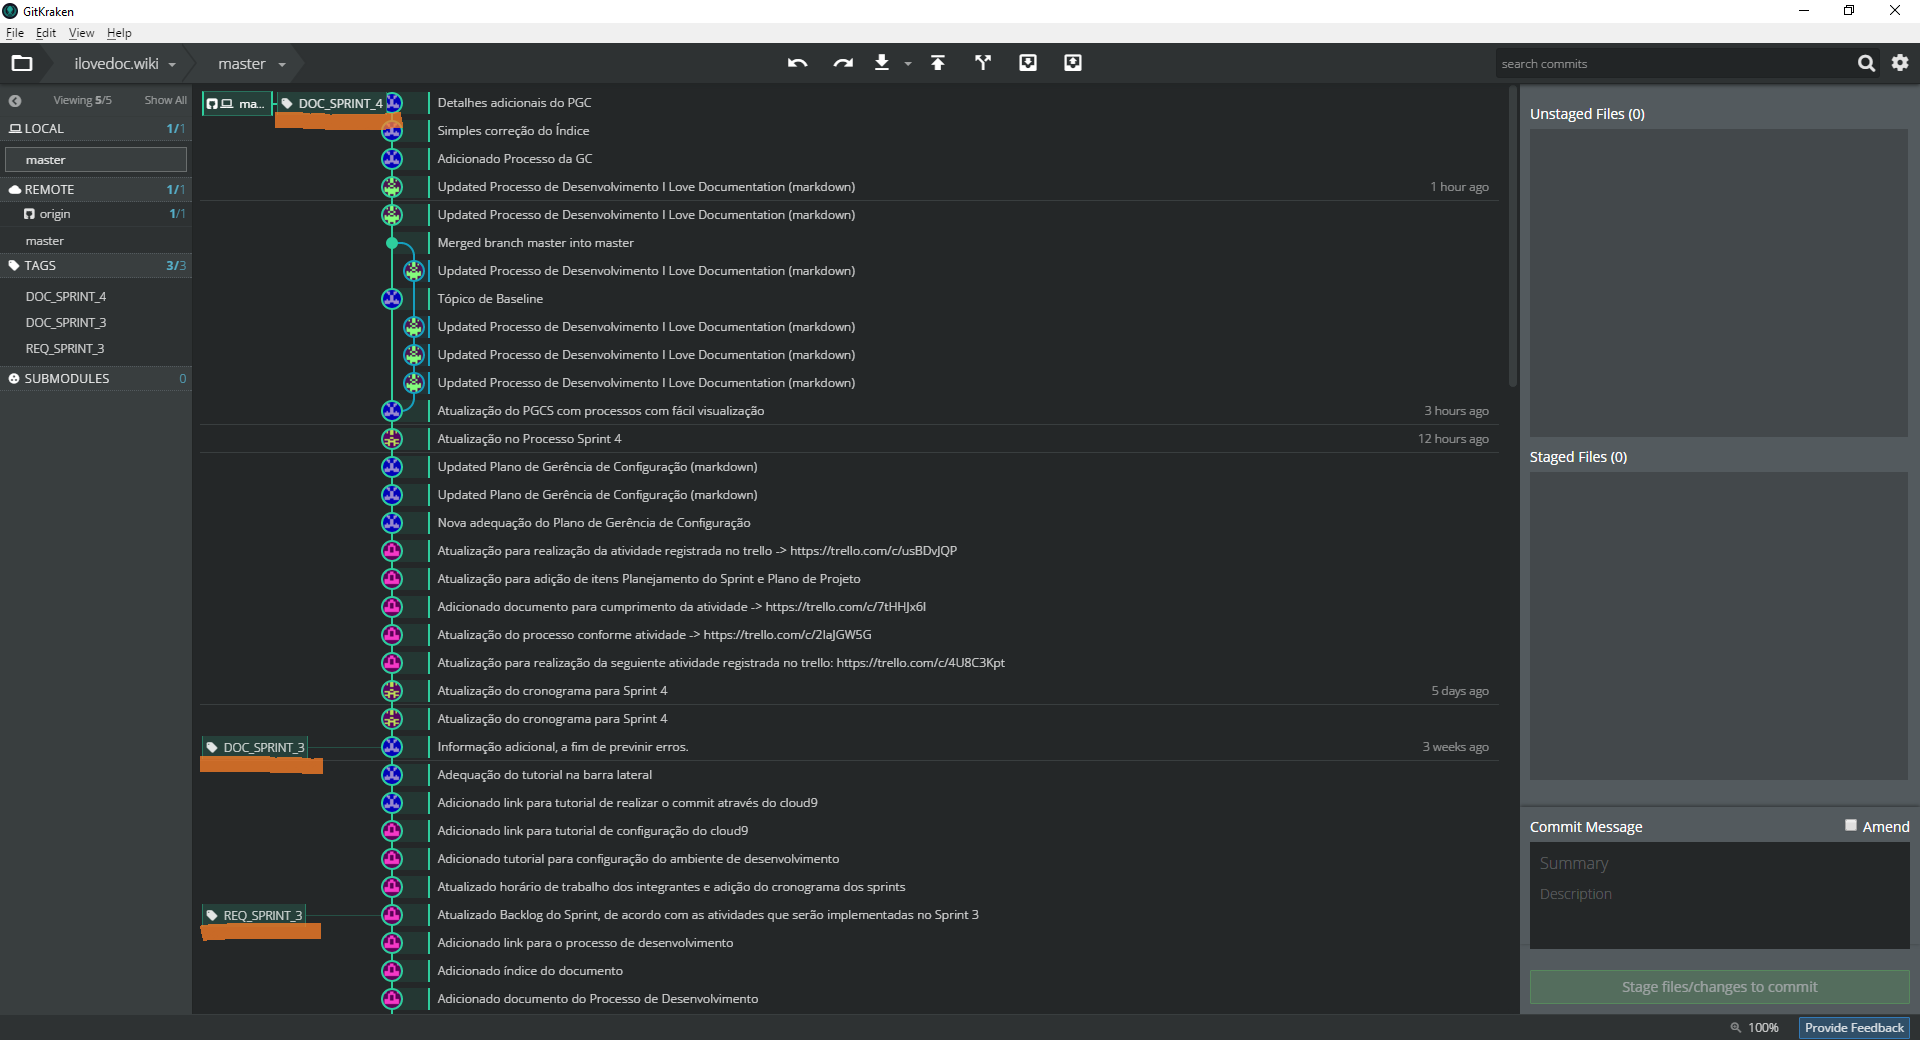 GitKraken
File Edit View Help
ilovedoc.wiki master search commits
Viewing 5/5 Show All
LOCAL 1/1
master
REMOTE 1/1
origin 1/1
master
TAGS 3/3
DOC_SPRINT_4
DOC_SPRINT_3
REQ_SPRINT_3
SUBMODULES 0
ma... DOC_SPRINT_4 Detalhes adicionais do PGC
Simples correção do Índice
Adicionado Processo da GC
Updated Processo de Desenvolvimento I Love Documentation (markdown) 1 hour ago
Updated Processo de Desenvolvimento I Love Documentation (markdown)
Merged branch master into master
Updated Processo de Desenvolvimento I Love Documentation (markdown)
Tópico de Baseline
Updated Processo de Desenvolvimento I Love Documentation (markdown)
Updated Processo de Desenvolvimento I Love Documentation (markdown)
Updated Processo de Desenvolvimento I Love Documentation (markdown)
Atualização do PGCS com processos com fácil visualização 3 hours ago
Atualização no Processo Sprint 4 12 hours ago
Updated Plano de Gerência de Configuração (markdown)
Updated Plano de Gerência de Configuração (markdown)
Nova adequação do Plano de Gerência de Configuração
Atualização para realização da atividade registrada no trello -> https://trello.com/c/usBDvJQP
Atualização para adição de itens Planejamento do Sprint e Plano de Projeto
Adicionado documento para cumprimento da atividade -> https://trello.com/c/7tHHJx6l
Atualização do processo conforme atividade -> https://trello.com/c/2laJGW5G
Atualização para realização da seguiente atividade registrada no trello: https://trello.com/c/4U8C3Kpt
Atualização do cronograma para Sprint 4 5 days ago
Atualização do cronograma para Sprint 4
DOC_SPRINT_3 Informação adicional, a fim de previnir erros. 3 weeks ago
Adequação do tutorial na barra lateral
Adicionado link para tutorial de realizar o commit através do cloud9
Adicionado link para tutorial de configuração do cloud9
Adicionado tutorial para configuração do ambiente de desenvolvimento
Atualizado horário de trabalho dos integrantes e adição do cronograma dos sprints
REQ_SPRINT_3 Atualizado Backlog do Sprint, de acordo com as atividades que serão implementadas no Sprint 3
Adicionado link para o processo de desenvolvimento
Adicionado índice do documento
Adicionado documento do Processo de Desenvolvimento
Unstaged Files (0)
Staged Files (0)
Commit Message Amend
Summary
Description
Stage files/changes to commit
100% Provide Feedback